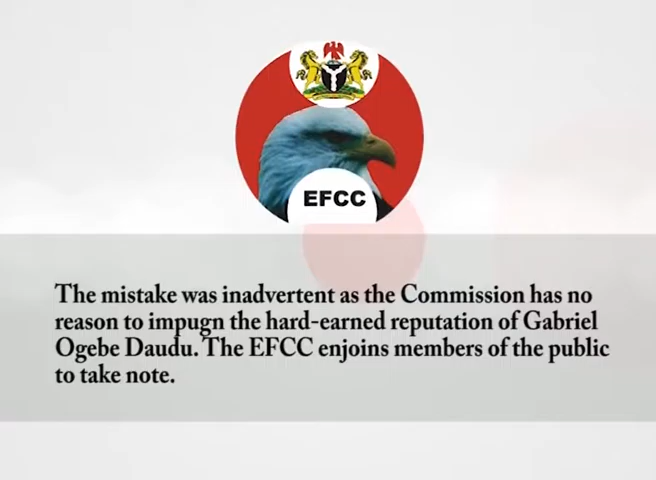 EFCC
The mistake was inadvertent as the Commission has no
reason to impugn the hard-earned reputation of Gabriel
Ogebe Daudu. The EFCC enjoins members of the public
to take note.